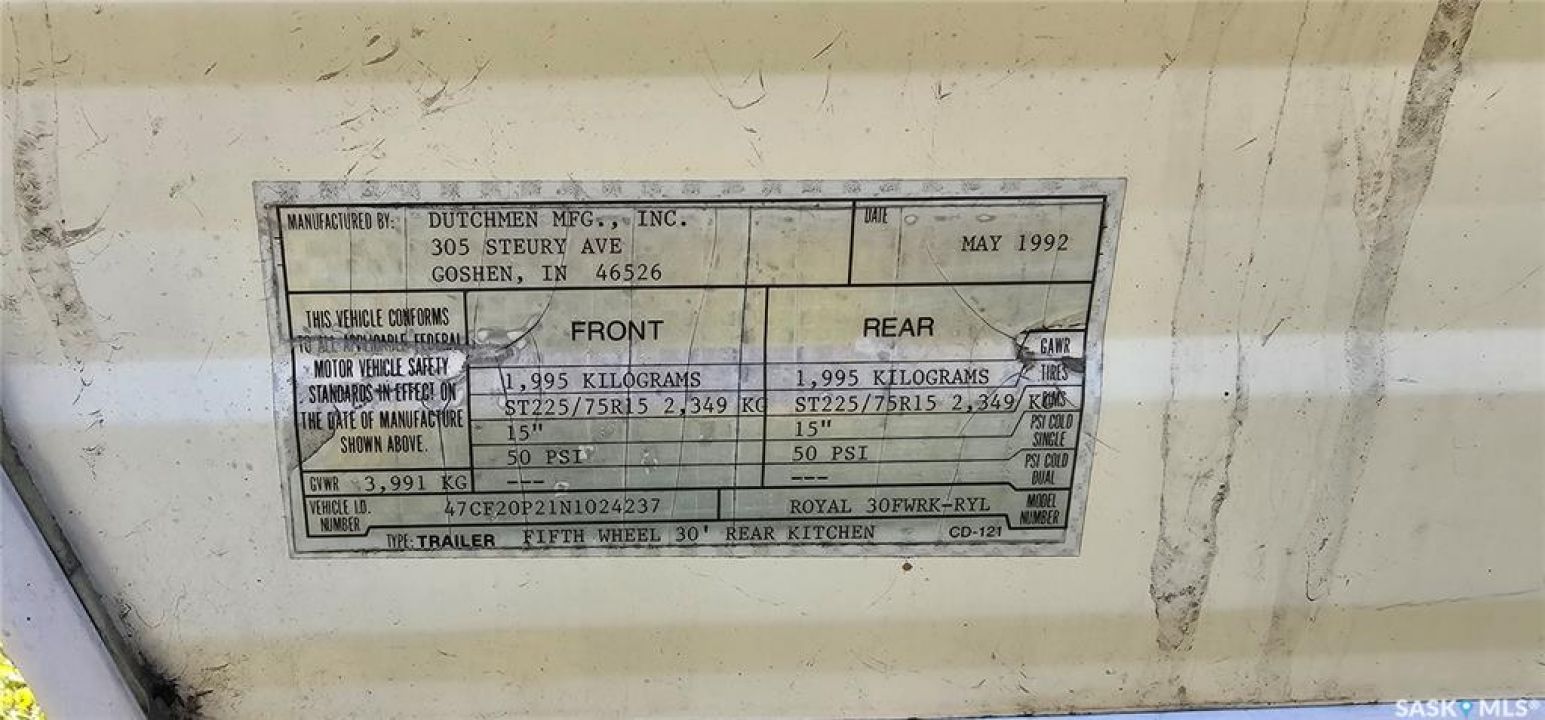 MANUFACTURED BY: DUTCHMEN MFG., INC.
305 STEURY AVE
GOSHEN, IN 46526
DATE
MAY 1992
THIS VEHICLE CONFORMS
TO ALL APPLICABLE FEDERAL
MOTOR VEHICLE SAFETY
STANDARDS IN EFFECT ON
THE DATE OF MANUFACTURE
SHOWN ABOVE.
FRONT REAR
1,995 KILOGRAMS 1,995 KILOGRAMS GAWR
ST225/75R15 2,349 KG ST225/75R15 2,349 KG TIRES
15" 15" RIMS
50 PSI 50 PSI PSI COLD SINGLE
--- --- PSI COLD DUAL
GVWR 3,991 KG
VEHICLE I.D. NUMBER 47CF20P21N1024237 ROYAL 30FWRK-RYL MODEL NUMBER
TYPE: TRAILER FIFTH WHEEL 30' REAR KITCHEN CD-121
SASK MLS®